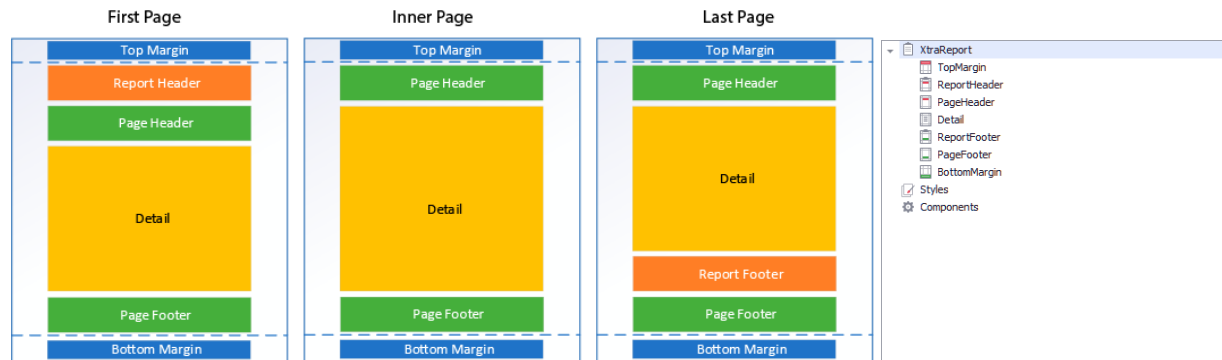 First Page
Top Margin
Report Header
Page Header
Detail
Page Footer
Bottom Margin
Inner Page
Top Margin
Page Header
Detail
Page Footer
Bottom Margin
Last Page
Top Margin
Page Header
Detail
Report Footer
Page Footer
Bottom Margin
XtraReport
TopMargin
ReportHeader
PageHeader
Detail
ReportFooter
PageFooter
BottomMargin
Styles
Components